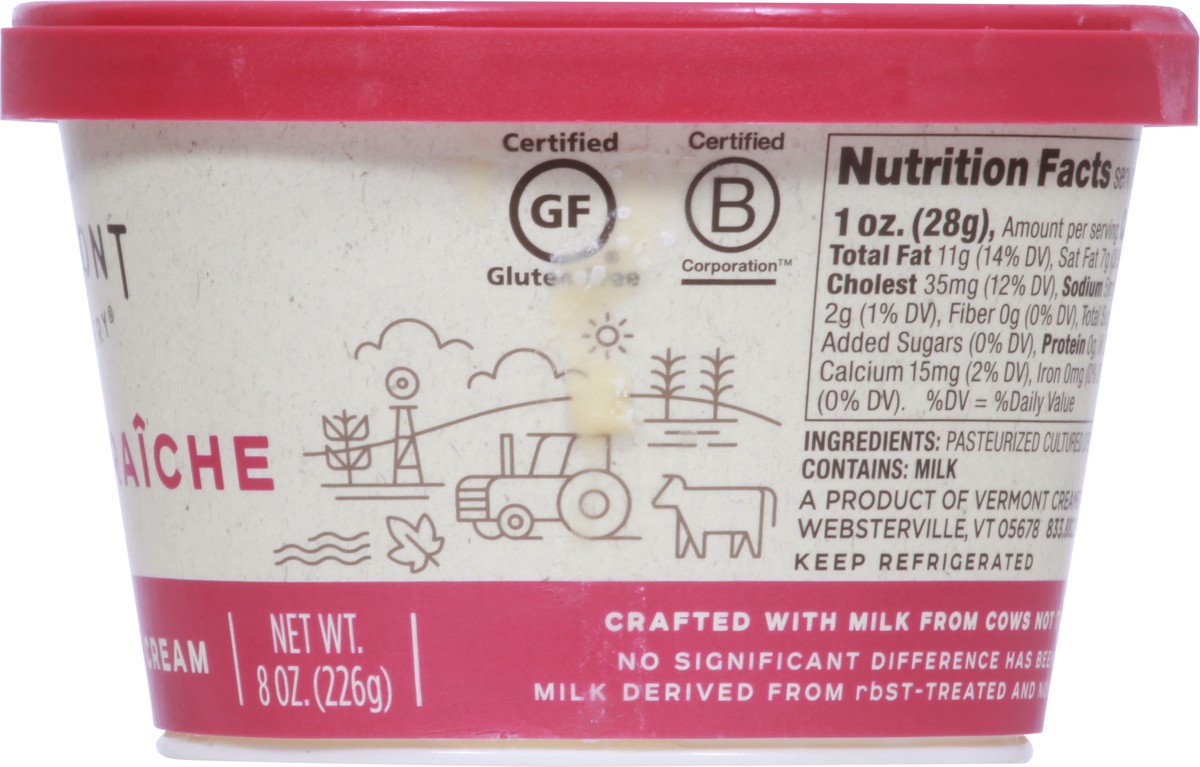 Certified
GF
Gluten Free
Certified
B
Corporation™
Nutrition Facts
1 oz. (28g), Amount per serving,
Total Fat 11g (14% DV), Sat Fat 7g
Cholest 35mg (12% DV), Sodium
2g (1% DV), Fiber 0g (0% DV), Total
Added Sugars (0% DV), Protein 0g,
Calcium 15mg (2% DV), Iron 0mg
(0% DV). %DV = %Daily Value
INGREDIENTS: PASTEURIZED CULTURED
CONTAINS: MILK
A PRODUCT OF VERMONT
WEBSTERVILLE, VT 05678 833.
KEEP REFRIGERATED
AÎCHE
CREAM
NET WT.
8 OZ. (226g)
CRAFTED WITH MILK FROM COWS NOT
NO SIGNIFICANT DIFFERENCE HAS
MILK DERIVED FROM rbST-TREATED AND